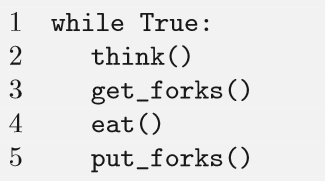 1 while True:
2     think()
3     get_forks()
4     eat()
5     put_forks()